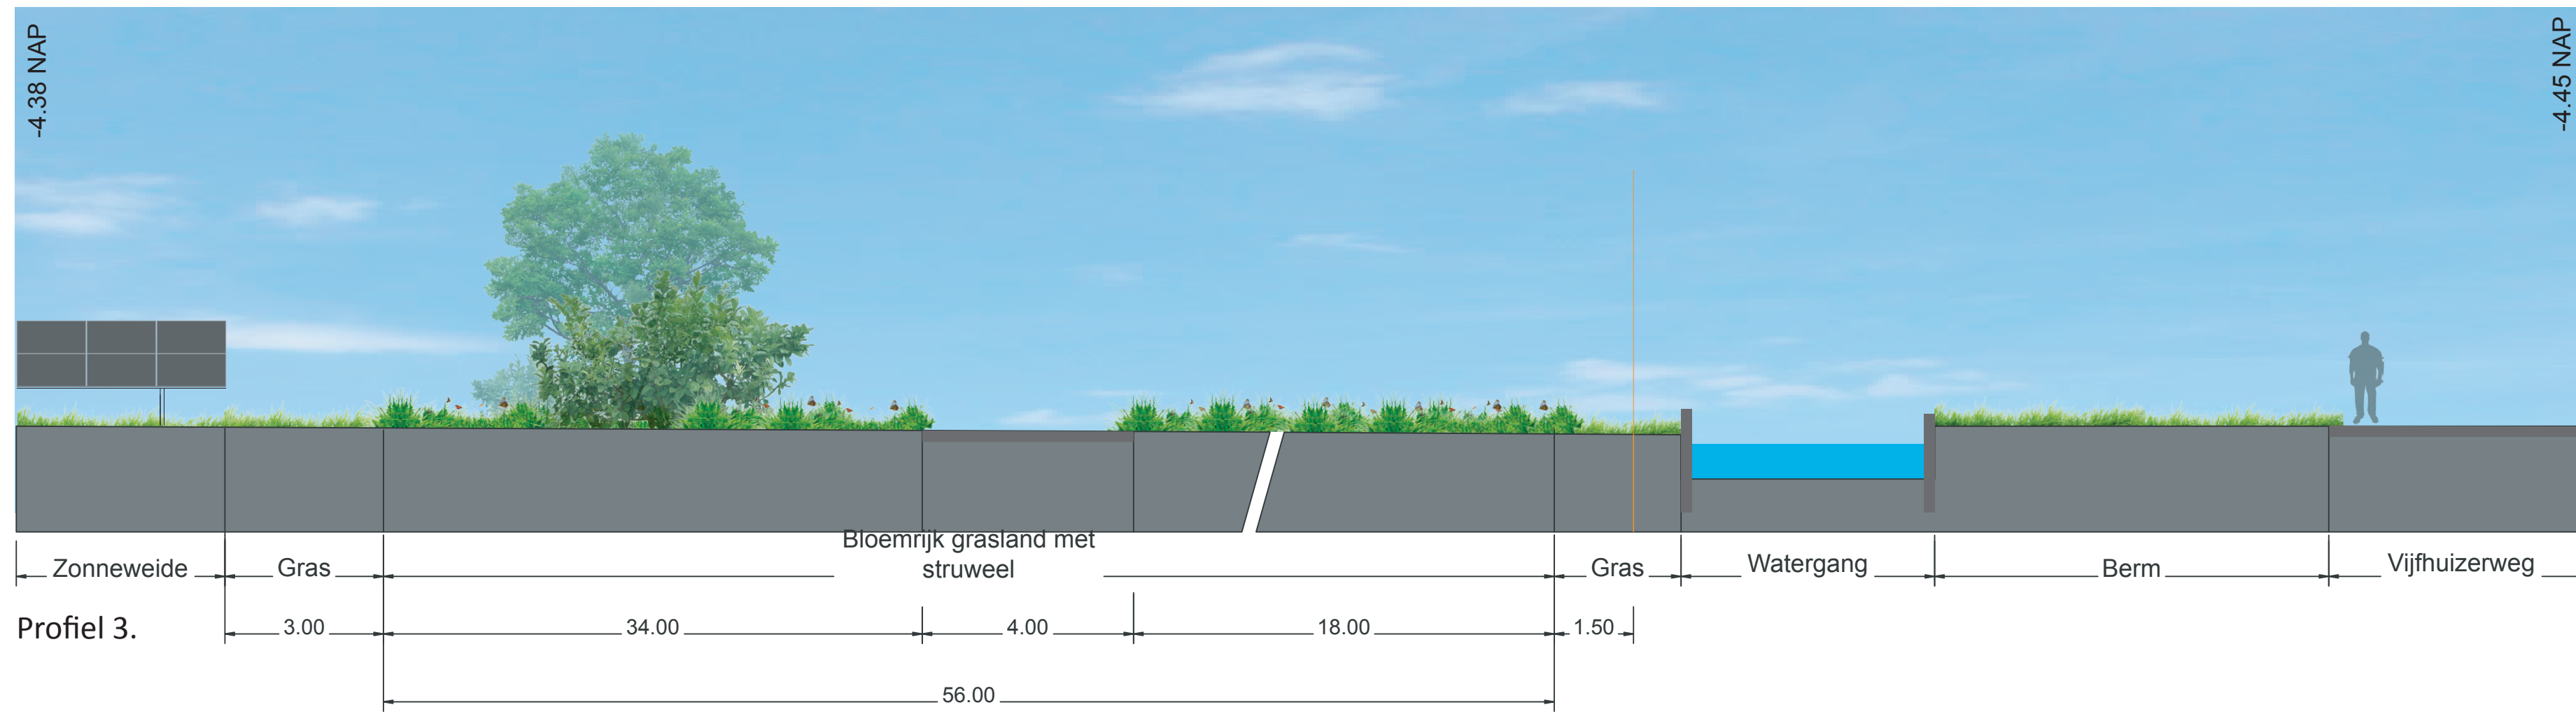 -4.38 NAP
-4.45 NAP
Zonneweide
Gras
Bloemrijk grasland met
struweel
Gras
Watergang
Berm
Vijfhuizerweg
Profiel 3.
3.00
34.00
4.00
18.00
1.50
56.00